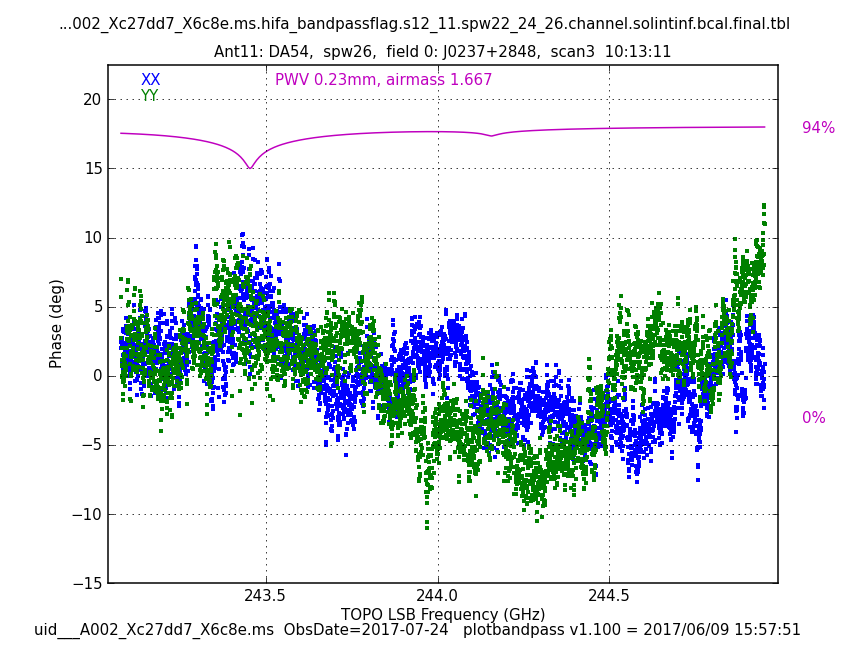 ...002_Xc27dd7_X6c8e.ms.hifa_bandpassflag.s12_11.spw22_24_26.channel.solintinf.bcal.final.tbl
Ant11: DA54,  spw26,  field 0: J0237+2848,  scan3  10:13:11
XX
PWV 0.23mm, airmass 1.667
YY
20
94%
15
10
5
Phase (deg)
0
0%
−5
−10
−15
243.5
244.0
244.5
TOPO LSB Frequency (GHz)
uid___A002_Xc27dd7_X6c8e.ms  ObsDate=2017-07-24   plotbandpass v1.100 = 2017/06/09 15:57:51